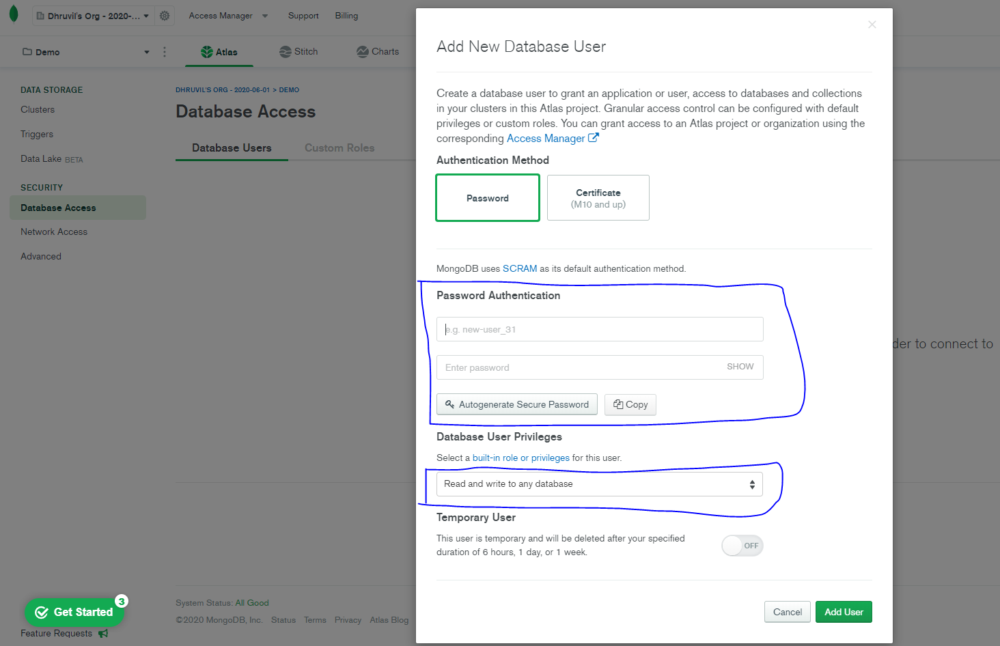 Dhruvil's Org - 2020-...
Access Manager
Support
Billing
Demo
Atlas
Stitch
Charts
DATA STORAGE
Clusters
Triggers
Data Lake BETA
SECURITY
Database Access
Network Access
Advanced
DHRUVIL'S ORG - 2020-06-01 > DEMO
Database Access
Database Users
Custom Roles
der to connect to
System Status: All Good
©2020 MongoDB, Inc. Status Terms Privacy Atlas Blog
Get Started
3
Feature Requests
Add New Database User
Create a database user to grant an application or user, access to databases and collections
in your clusters in this Atlas project. Granular access control can be configured with default
privileges or custom roles. You can grant access to an Atlas project or organization using the
corresponding Access Manager
Authentication Method
Password
Certificate
(M10 and up)
MongoDB uses SCRAM as its default authentication method.
Password Authentication
e.g. new-user_31
Enter password
SHOW
Autogenerate Secure Password
Copy
Database User Privileges
Select a built-in role or privileges for this user.
Read and write to any database
Temporary User
This user is temporary and will be deleted after your specified
duration of 6 hours, 1 day, or 1 week.
OFF
Cancel
Add User